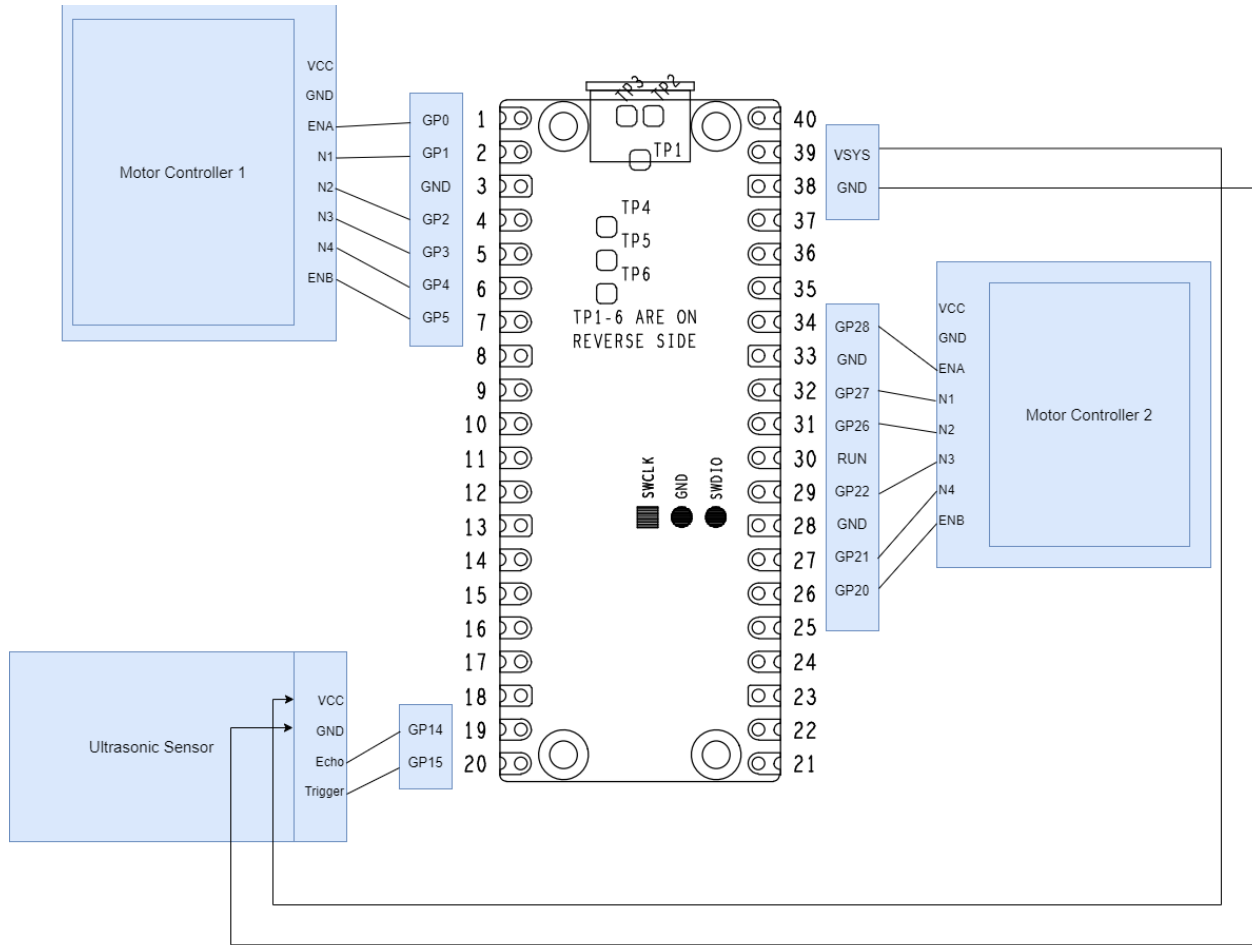 Motor Controller 1
VCC
GND
ENA
N1
N2
N3
N4
ENB
GP0
GP1
GND
GP2
GP3
GP4
GP5
1
2
3
4
5
6
7
8
9
10
11
12
13
14
15
16
17
18
19
20
TP3
TP2
TP1
TP4
TP5
TP6
TP1-6 ARE ON
REVERSE SIDE
SWCLK
GND
SWDIO
40
39
38
37
36
35
34
33
32
31
30
29
28
27
26
25
24
23
22
21
VSYS
GND
GP28
GND
GP27
GP26
RUN
GP22
GND
GP21
GP20
VCC
GND
ENA
N1
N2
N3
N4
ENB
Motor Controller 2
Ultrasonic Sensor
VCC
GND
Echo
Trigger
GP14
GP15